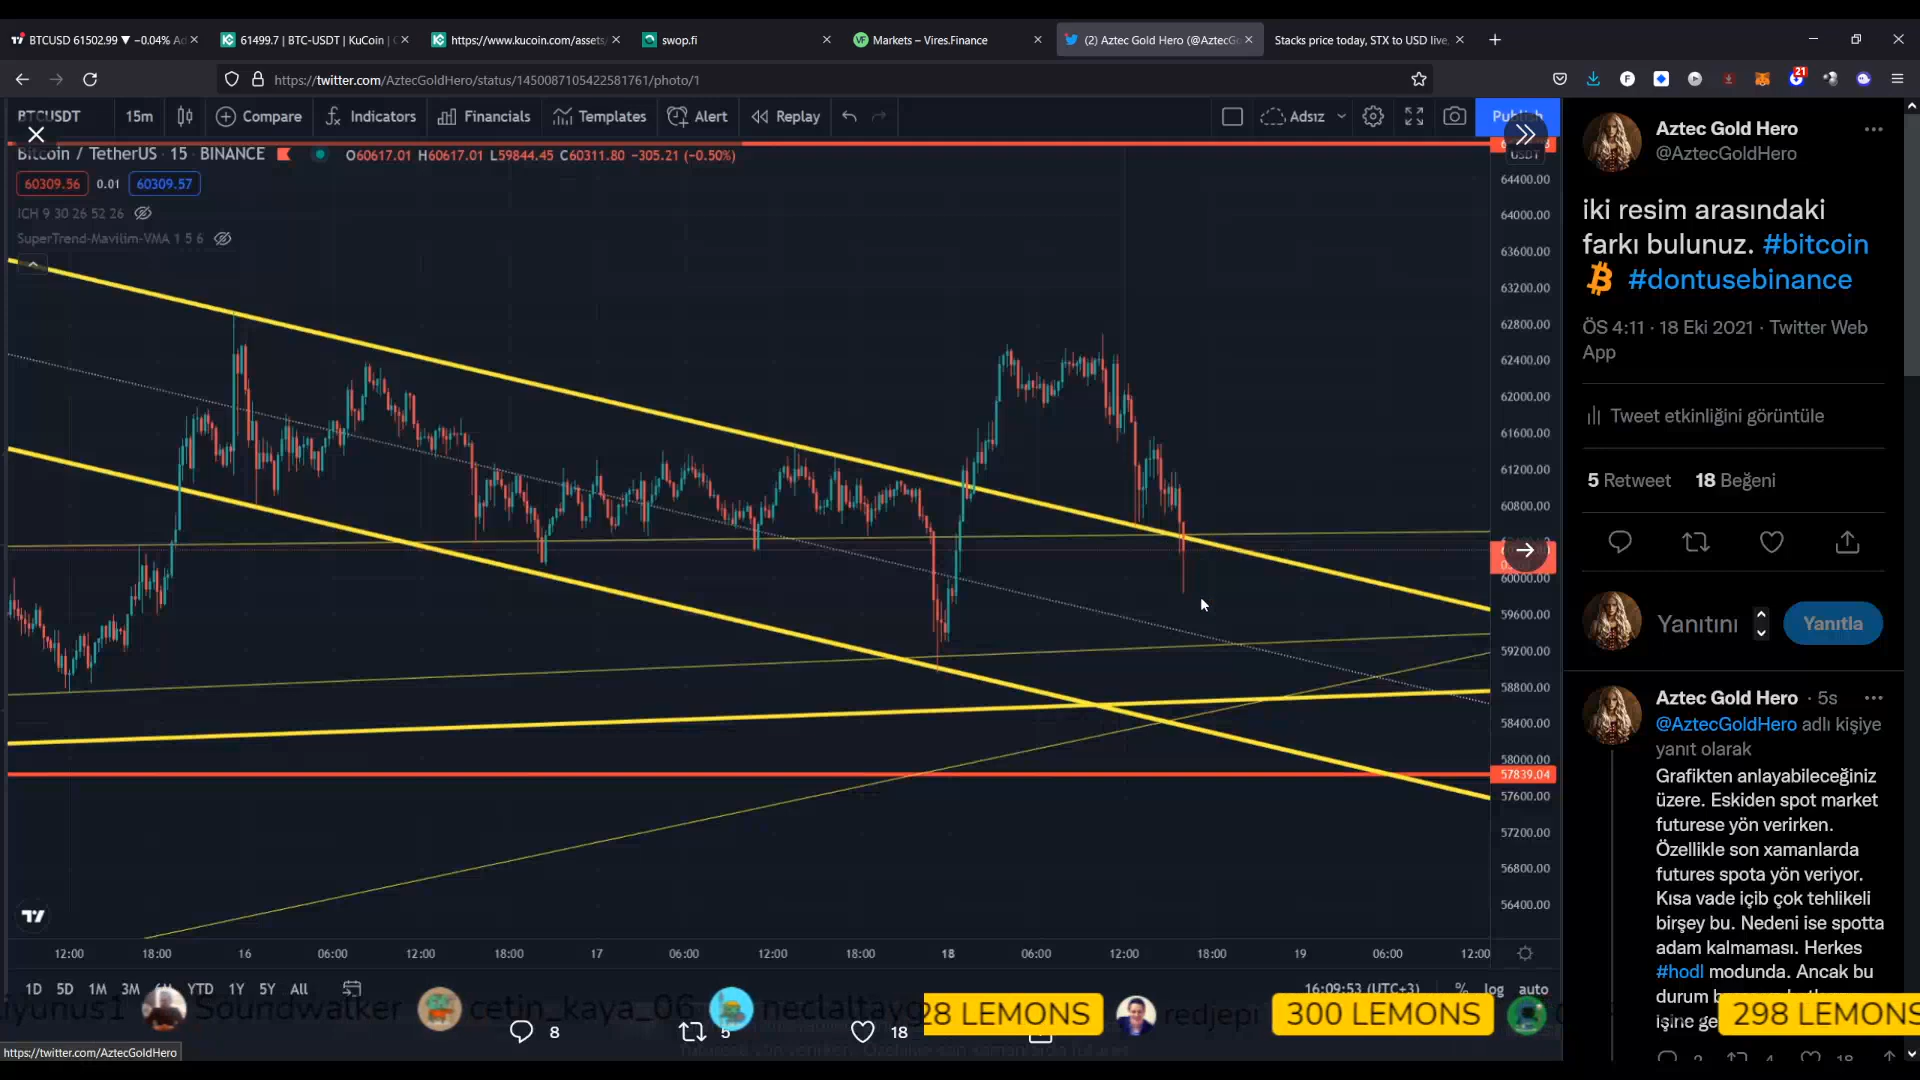 BTCUSD 61502.99 ▼ −0.04% Ad
61499.7 | BTC-USDT | KuCoin |
https://www.kucoin.com/assets/
swop.fi
Markets – Vires.Finance
(2) Aztec Gold Hero (@AztecGo
Stacks price today, STX to USD live,
https://twitter.com/AztecGoldHero/status/1450087105422581761/photo/1
21
BTCUSDT
15m
Compare
Indicators
Financials
Templates
Alert
Replay
Adsız
Publish
Bitcoin / TetherUS · 15 · BINANCE
O60617.01 H60617.01 L59844.45 C60311.80 −305.21 (−0.50%)
60309.56
0.01
60309.57
ICH 9 30 26 52 26
SuperTrend-Mavilim-VMA 1 5 6
USDT
64400.00
64000.00
63600.00
63200.00
62800.00
62400.00
62000.00
61600.00
61200.00
60800.00
60000.00
59600.00
59200.00
58800.00
58400.00
58000.00
57839.04
57600.00
57200.00
56800.00
56400.00
12:00
18:00
16
06:00
12:00
18:00
17
06:00
12:00
18:00
18
06:00
12:00
18:00
19
06:00
12:00
1D
5D
1M
3M
YTD
1Y
5Y
All
16:09:53 (UTC+3)
%
log
auto
iyunus1
Soundwalker
cetin_kaya_06
28 LEMONS
redjepi
300 LEMONS
298 LEMONS
8
5
18
https://twitter.com/AztecGoldHero
Aztec Gold Hero
@AztecGoldHero
iki resim arasındaki
farkı bulunuz. #bitcoin
#dontusebinance
ÖS 4:11 · 18 Eki 2021 · Twitter Web
App
Tweet etkinliğini görüntüle
5 Retweet
18 Beğeni
Yanıtını
Yanıtla
Aztec Gold Hero · 5s
@AztecGoldHero adlı kişiye
yanıt olarak
Grafikten anlayabileceğiniz
üzere. Eskiden spot market
futurese yön verirken.
Özellikle son xamanlarda
futures spota yön veriyor.
Kısa vade içib çok tehlikeli
birşey bu. Nedeni ise spotta
adam kalmaması. Herkes
#hodl modunda. Ancak bu
durum
işine